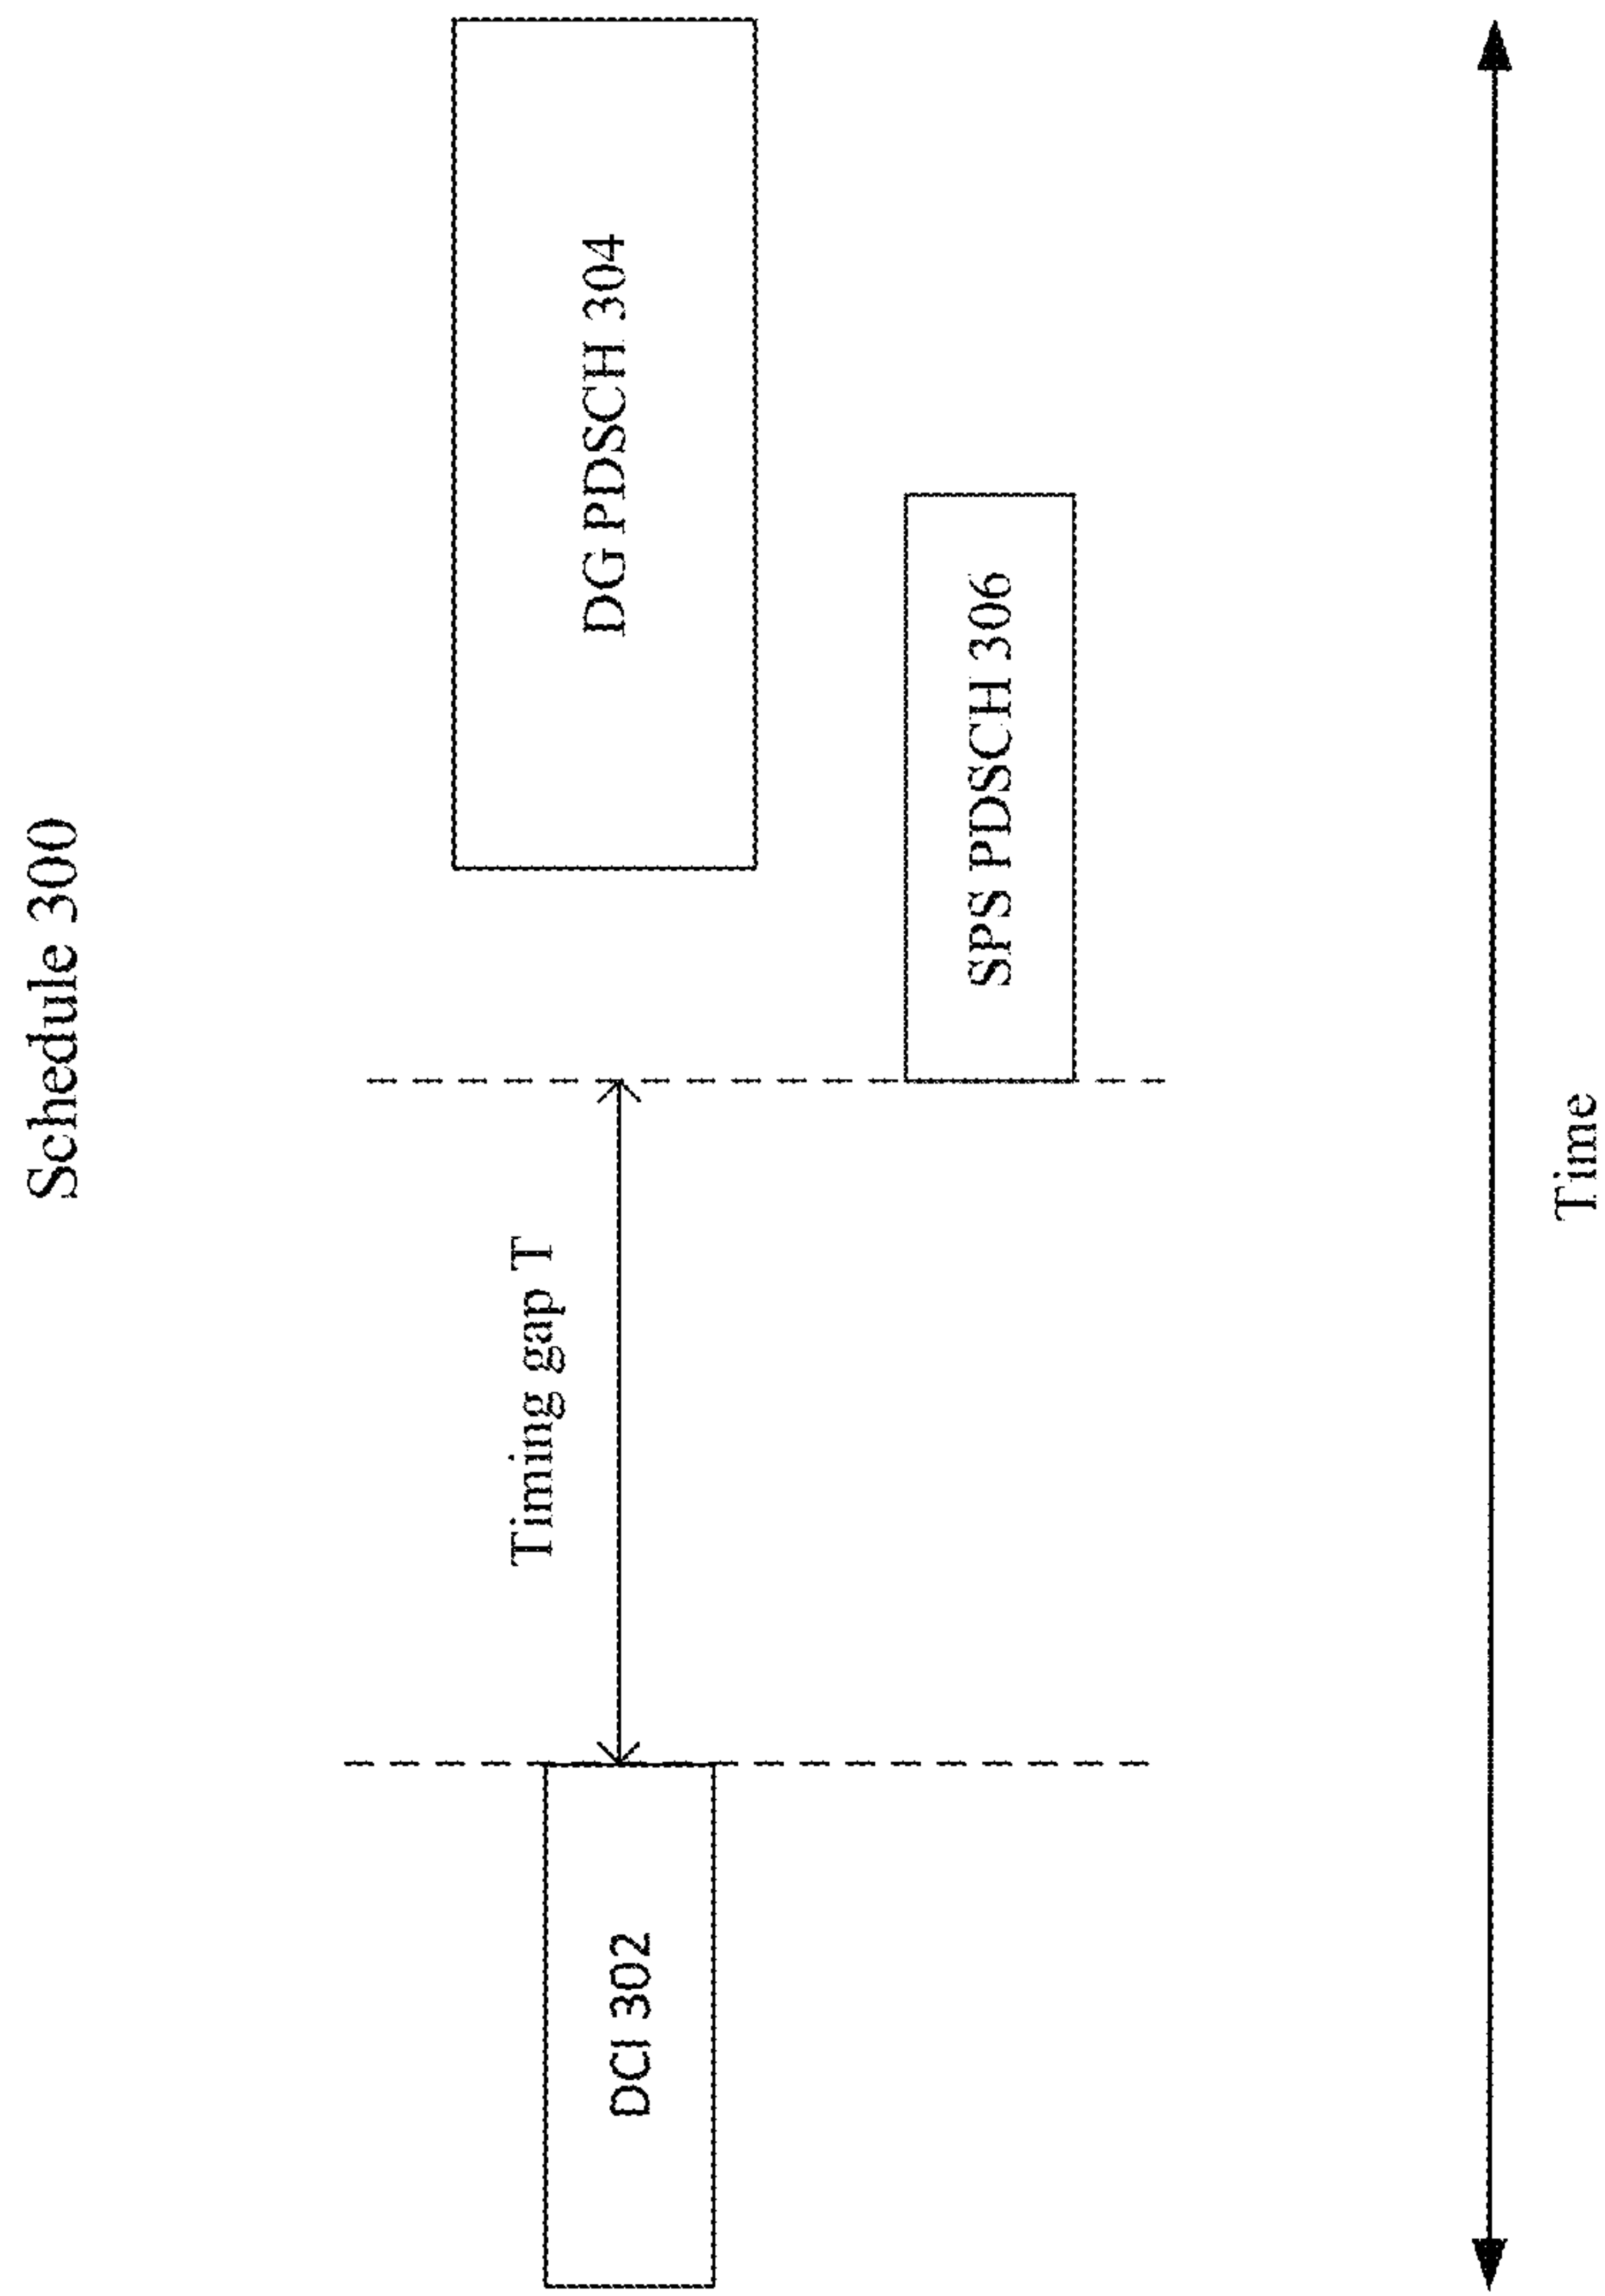 Schedule 300
Timing gap T
DCI 302
DG PDSCH 304
SPS PDSCH 306
Time